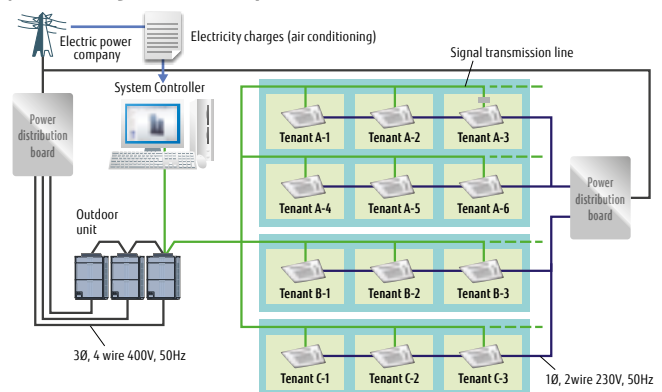 Electric power
company
Electricity charges (air conditioning)
Signal transmission line
System Controller
Power
distribution
board
Tenant A-1
Tenant A-2
Tenant A-3
Tenant A-4
Tenant A-5
Tenant A-6
Power
distribution
board
Outdoor
unit
Tenant B-1
Tenant B-2
Tenant B-3
3Ø, 4 wire 400V, 50Hz
Tenant C-1
Tenant C-2
Tenant C-3
1Ø, 2wire 230V, 50Hz